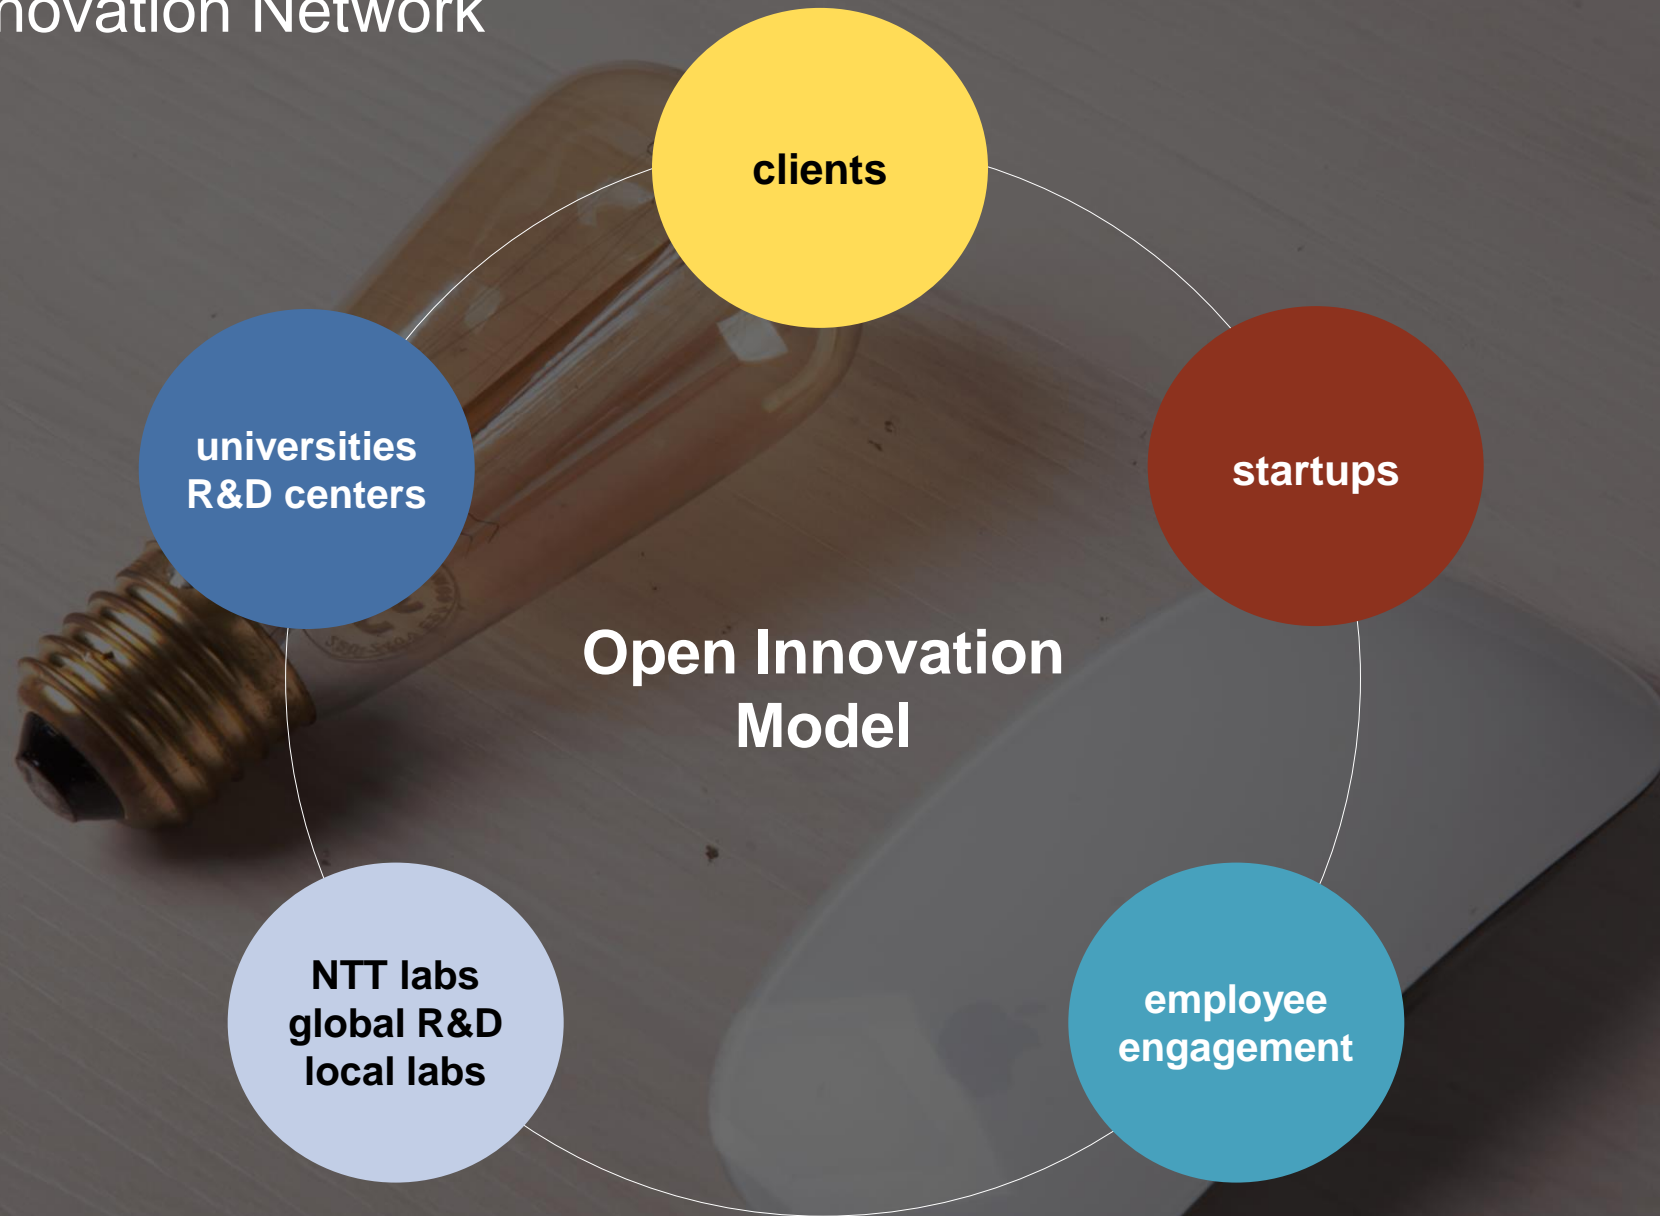 novation Network
clients
universities
R&D centers
startups
Open Innovation
Model
NTT labs
global R&D
local labs
employee
engagement